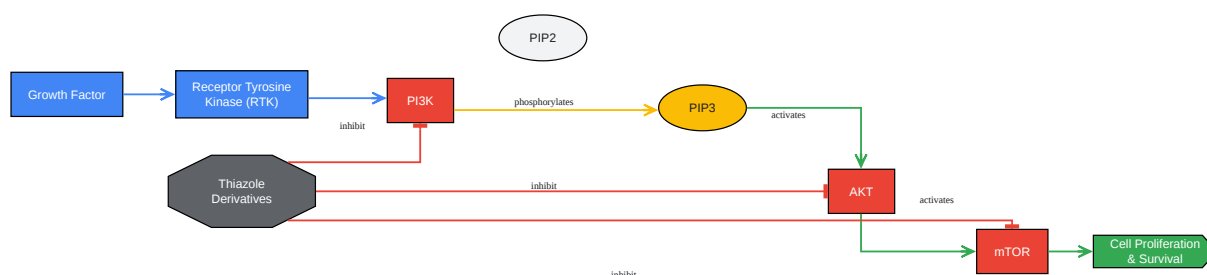 PIP2
Growth Factor
Receptor Tyrosine
Kinase (RTK)
PI3K
phosphorylates
PIP3
activates
inhibit
Thiazole
Derivatives
inhibit
AKT
activates
mTOR
Cell Proliferation
& Survival
inhibit